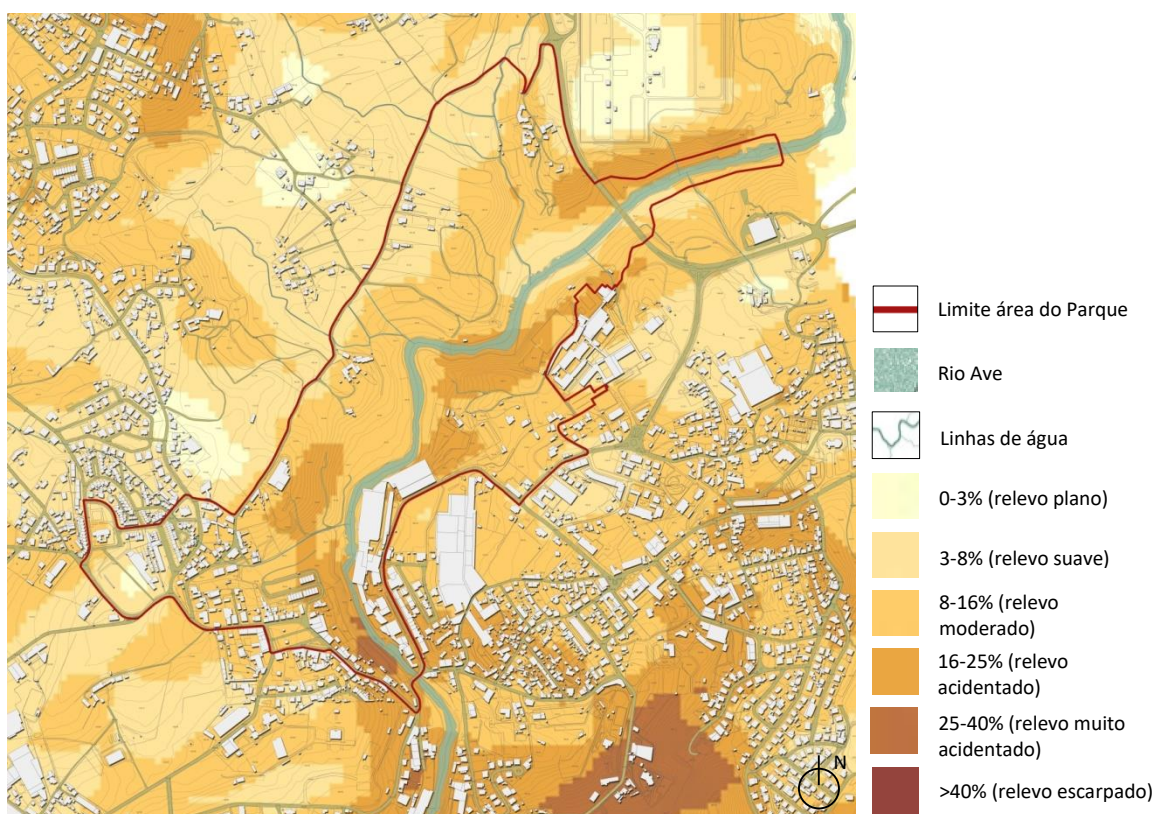 N
Limite área do Parque
Rio Ave
Linhas de água
0-3% (relevo plano)
3-8% (relevo suave)
8-16% (relevo
moderado)
16-25% (relevo
acidentado)
25-40% (relevo muito
acidentado)
>40% (relevo escarpado)